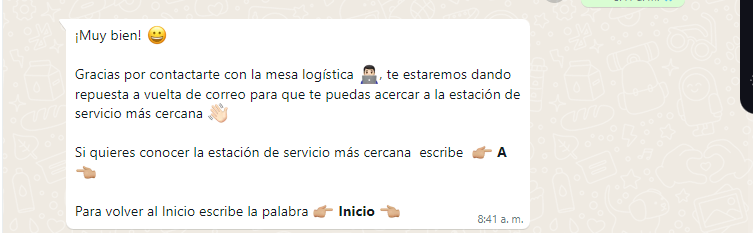 ¡Muy bien! 😀
Gracias por contactarte con la mesa logística 👨🏻‍💻, te estaremos dando
repuesta a vuelta de correo para que te puedas acercar a la estación de
servicio más cercana 👋🏻
Si quieres conocer la estación de servicio más cercana escribe 👉🏼 A
👈🏼
Para volver al Inicio escribe la palabra 👉🏼 Inicio 👈🏼
8:41 a. m.